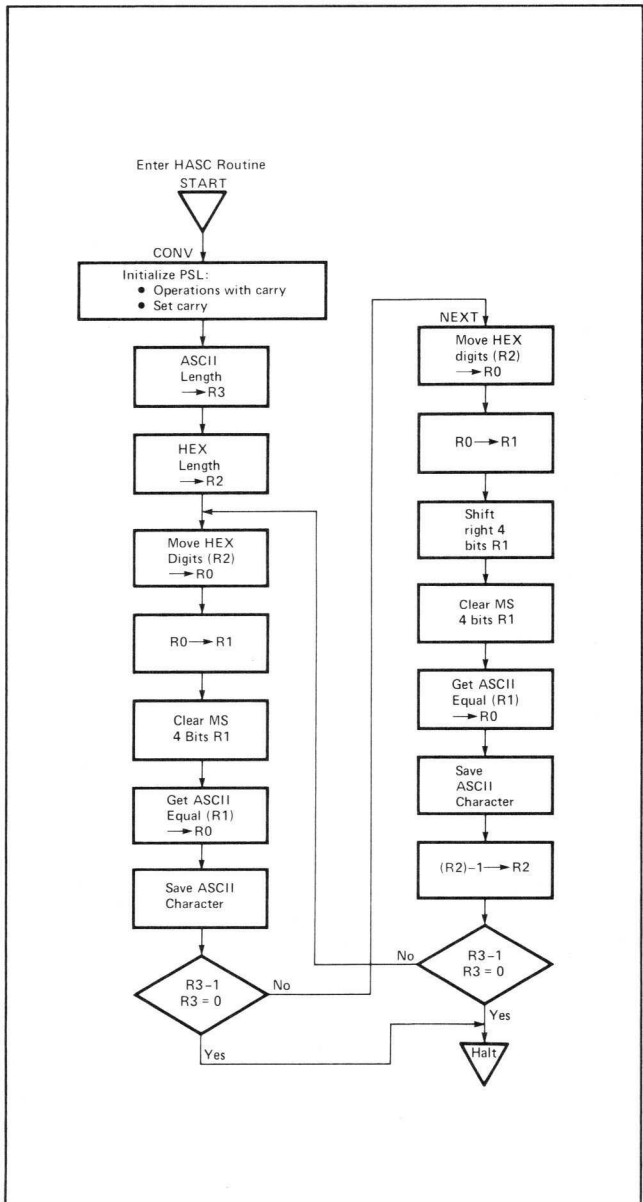 Enter HASC Routine
START
CONV
Initialize PSL:
• Operations with carry
• Set carry
ASCII
Length
→R3
HEX
Length
→R2
Move HEX
Digits (R2)
→R0
R0→R1
Clear MS
4 Bits R1
Get ASCII
Equal (R1)
→R0
Save ASCII
Character
R3–1
R3 = 0
No
Yes
NEXT
Move HEX
digits (R2)
→R0
R0→R1
Shift
right 4
bits R1
Clear MS
4 bits R1
Get ASCII
Equal (R1)
→R0
Save
ASCII
Character
(R2)–1→R2
R3–1
R3 = 0
No
Yes
Halt